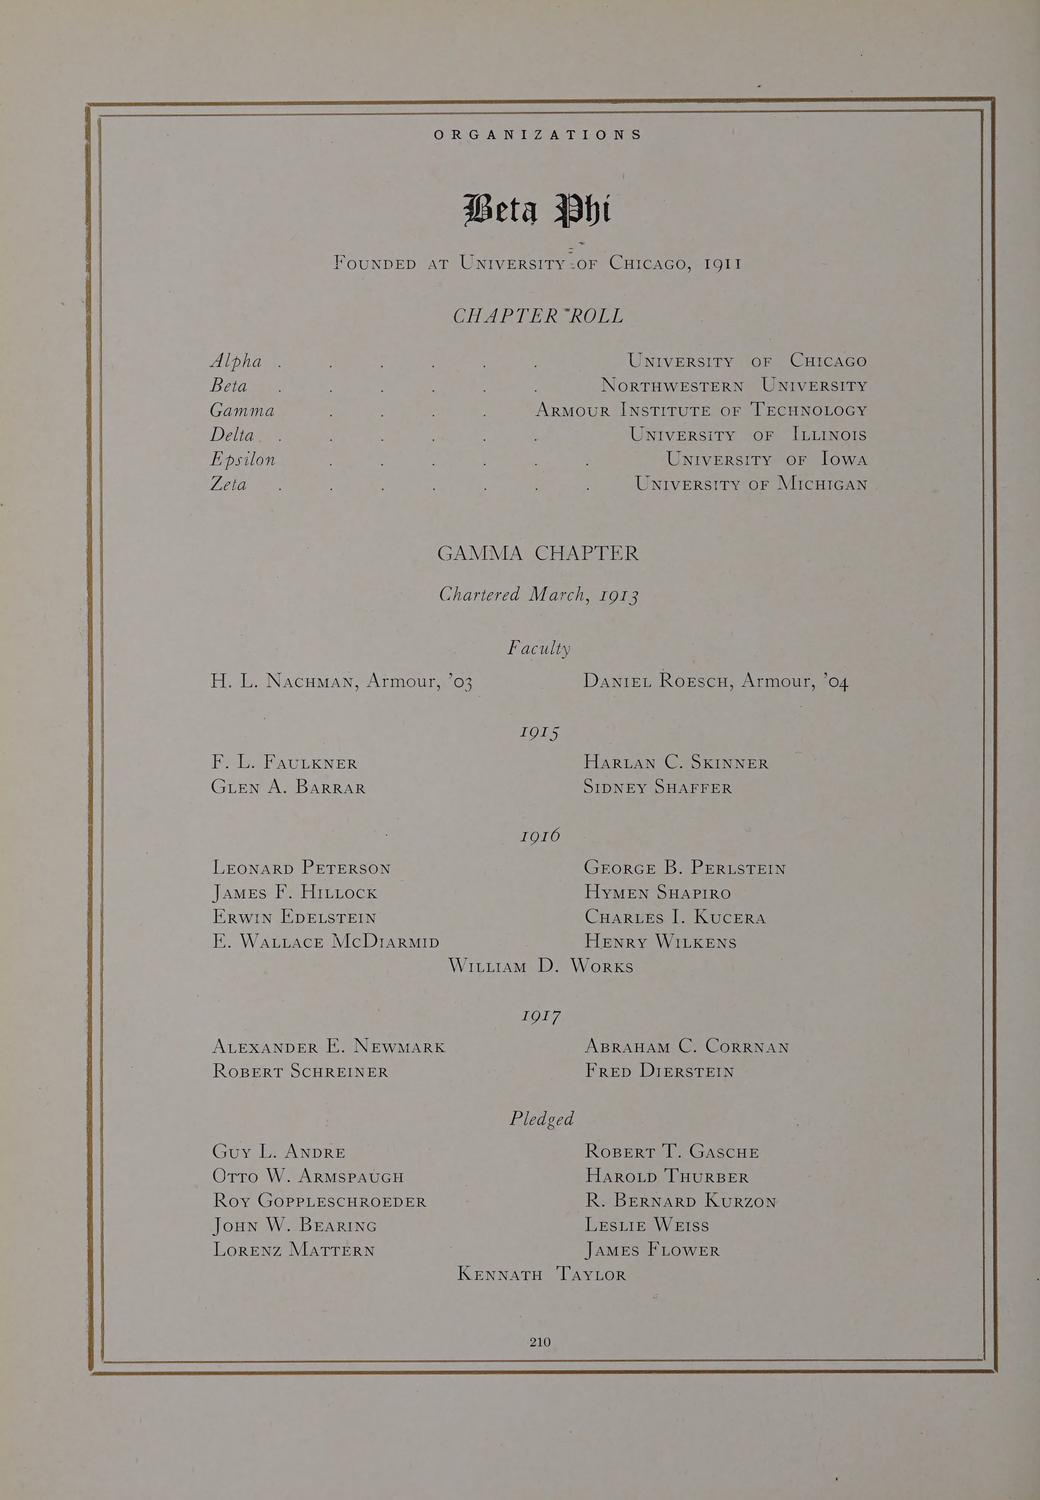 ORGANIZATIONS
Beta Phi
Founded at University of Chicago, 1911
CHAPTER ROLL
Alpha . . . . . . University of Chicago
Beta . . . . . . Northwestern University
Gamma . . . . Armour Institute of Technology
Delta . . . . . . University of Illinois
Epsilon . . . . . . University of Iowa
Zeta . . . . . . . University of Michigan
GAMMA CHAPTER
Chartered March, 1913
Faculty
H. L. Nachman, Armour, '03 Daniel Roesch, Armour, '04
1915
F. L. Faulkner Harlan C. Skinner
Glen A. Barrar Sidney Shaffer
1916
Leonard Peterson George B. Perlstein
James F. Hillock Hymen Shapiro
Erwin Edelstein Charles I. Kucera
E. Wallace McDiarmid Henry Wilkens
William D. Works
1917
Alexander E. Newmark Abraham C. Corrnan
Robert Schreiner Fred Dierstein
Pledged
Guy L. Andre Robert T. Gasche
Otto W. Armspaugh Harold Thurber
Roy Goppleschroeder R. Bernard Kurzon
John W. Bearing Leslie Weiss
Lorenz Mattern James Flower
Kennath Taylor
210